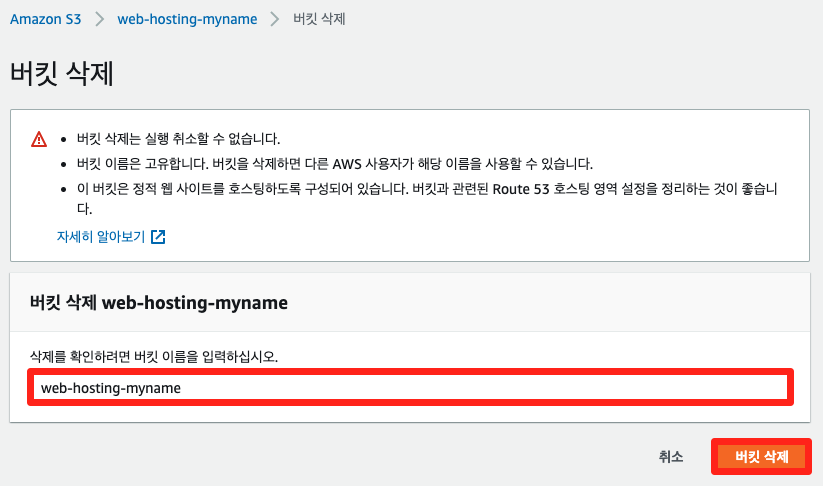 Amazon S3 > web-hosting-myname > 버킷 삭제
버킷 삭제
• 버킷 삭제는 실행 취소할 수 없습니다.
• 버킷 이름은 고유합니다. 버킷을 삭제하면 다른 AWS 사용자가 해당 이름을 사용할 수 있습니다.
• 이 버킷은 정적 웹 사이트를 호스팅하도록 구성되어 있습니다. 버킷과 관련된 Route 53 호스팅 영역 설정을 정리하는 것이 좋습니
다.
자세히 알아보기
버킷 삭제 web-hosting-myname
삭제를 확인하려면 버킷 이름을 입력하십시오.
web-hosting-myname
취소 버킷 삭제